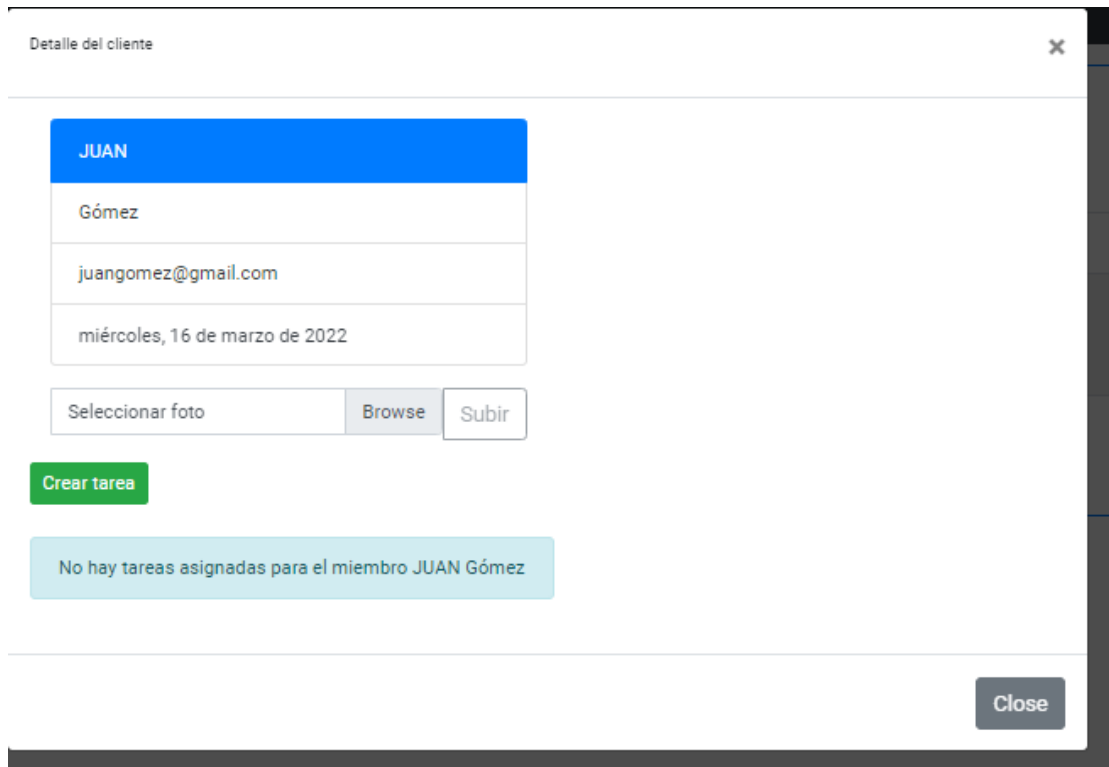 Detalle del cliente ×
JUAN
Gómez
juangomez@gmail.com
miércoles, 16 de marzo de 2022
Seleccionar foto Browse Subir
Crear tarea
No hay tareas asignadas para el miembro JUAN Gómez
Close